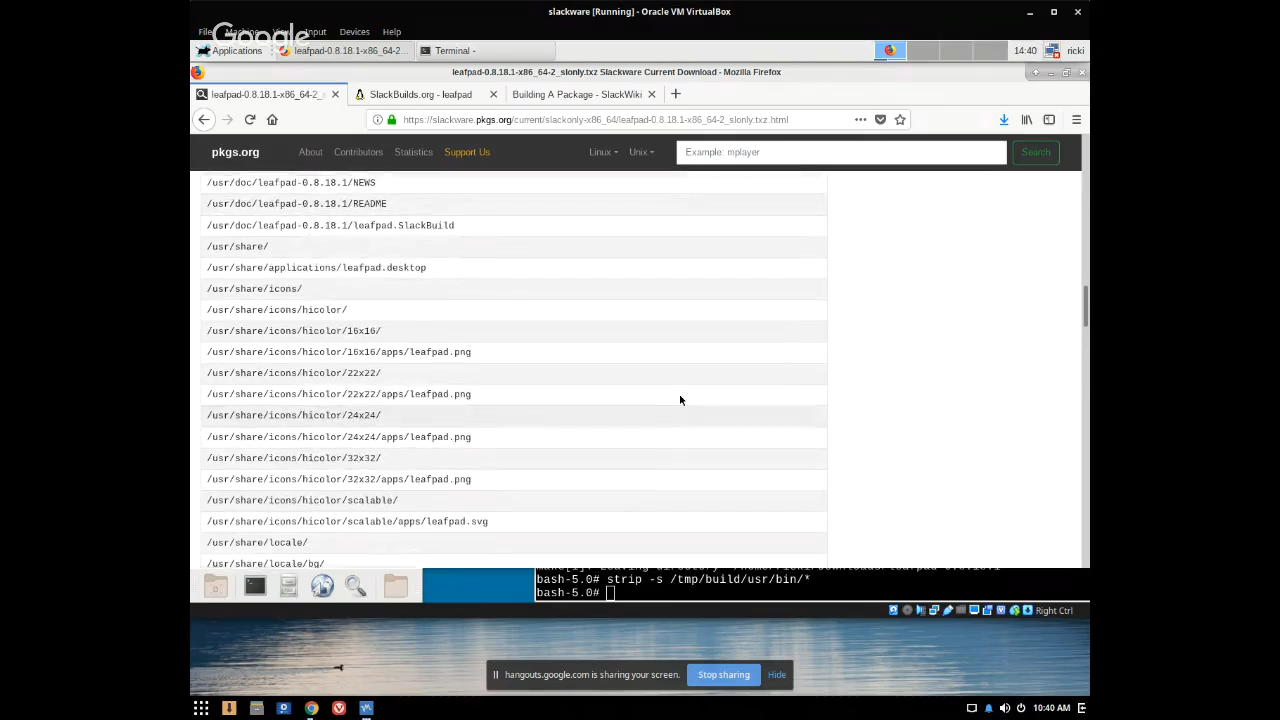 slackware [Running] - Oracle VM VirtualBox
Google
File Machine View Input Devices Help
Applications leafpad-0.8.18.1-x86_64-2... Terminal - 14:40 ricki
leafpad-0.8.18.1-x86_64-2_slonly.txz Slackware Current Download - Mozilla Firefox
leafpad-0.8.18.1-x86_64-2_s SlackBuilds.org - leafpad Building A Package - SlackWiki
https://slackware.pkgs.org/current/slackonly-x86_64/leafpad-0.8.18.1-x86_64-2_slonly.txz.html
pkgs.org About Contributors Statistics Support Us Linux Unix Example: mplayer Search
/usr/doc/leafpad-0.8.18.1/NEWS
/usr/doc/leafpad-0.8.18.1/README
/usr/doc/leafpad-0.8.18.1/leafpad.SlackBuild
/usr/share/
/usr/share/applications/leafpad.desktop
/usr/share/icons/
/usr/share/icons/hicolor/
/usr/share/icons/hicolor/16x16/
/usr/share/icons/hicolor/16x16/apps/leafpad.png
/usr/share/icons/hicolor/22x22/
/usr/share/icons/hicolor/22x22/apps/leafpad.png
/usr/share/icons/hicolor/24x24/
/usr/share/icons/hicolor/24x24/apps/leafpad.png
/usr/share/icons/hicolor/32x32/
/usr/share/icons/hicolor/32x32/apps/leafpad.png
/usr/share/icons/hicolor/scalable/
/usr/share/icons/hicolor/scalable/apps/leafpad.svg
/usr/share/locale/
/usr/share/locale/bg/
bash-5.0# strip -s /tmp/build/usr/bin/*
bash-5.0#
Right Ctrl
hangouts.google.com is sharing your screen. Stop sharing Hide
10:40 AM